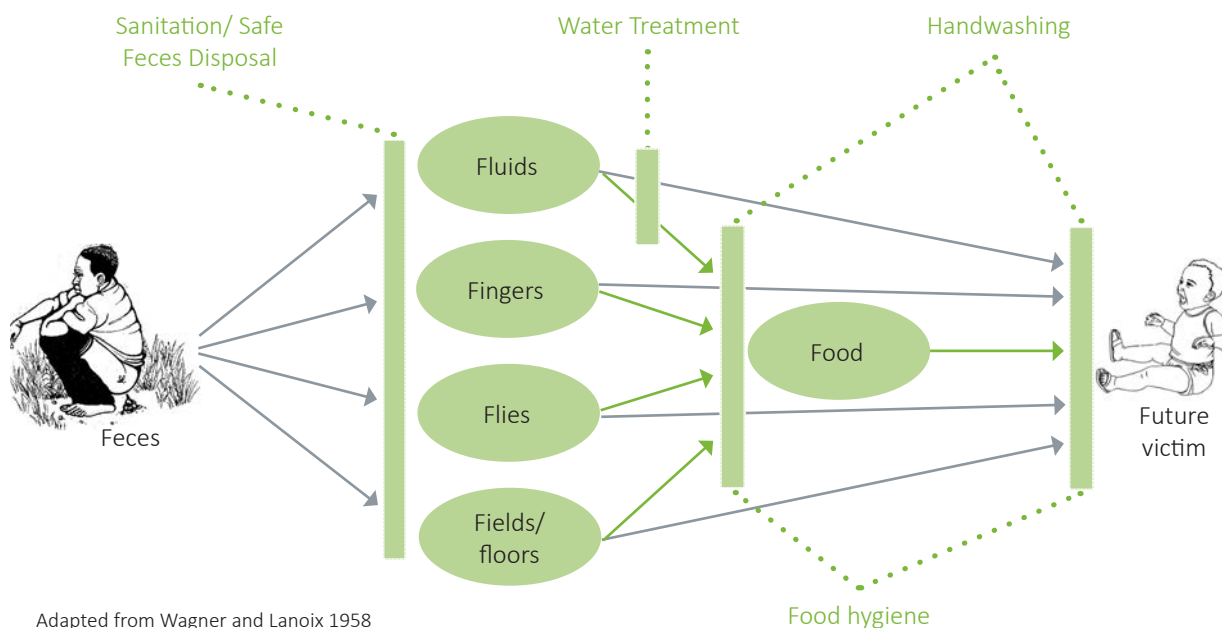 Sanitation/ Safe
Feces Disposal
Water Treatment
Handwashing
Fluids
Fingers
Food
Flies
Fields/
floors
Feces
Future
victim
Food hygiene
Adapted from Wagner and Lanoix 1958